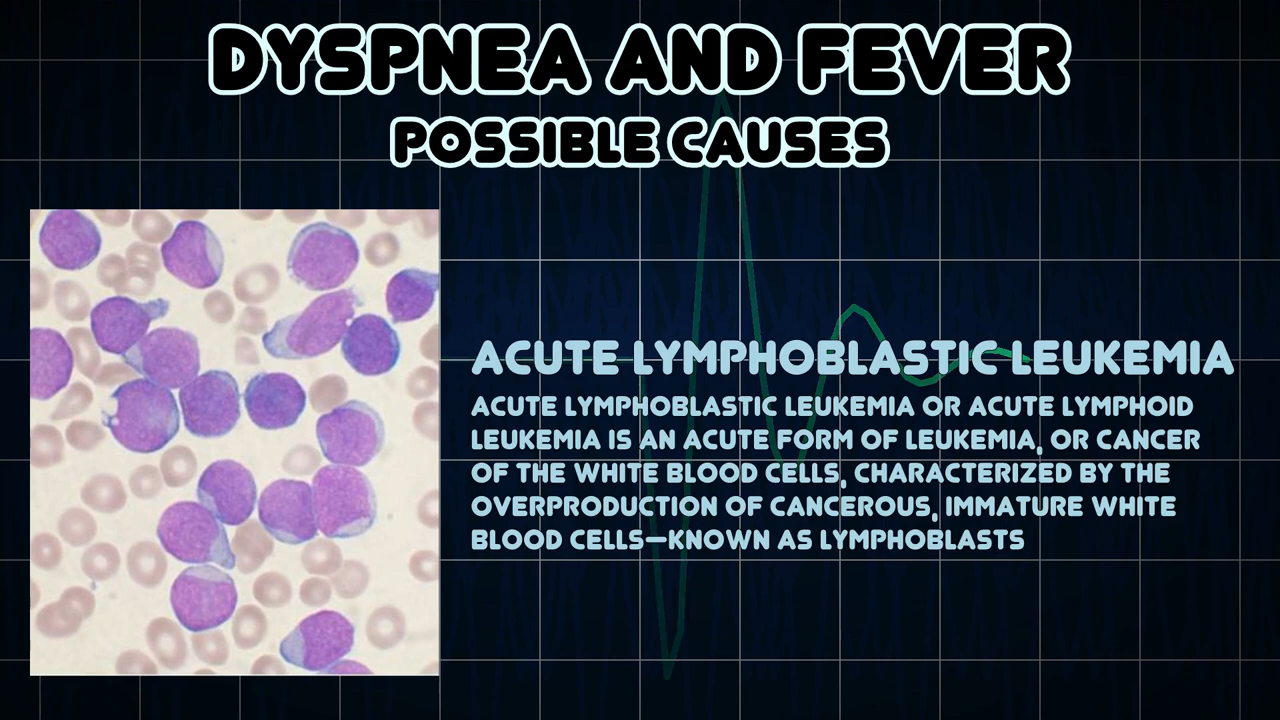 DYSPNEA AND FEVER
POSSIBLE CAUSES
ACUTE LYMPHOBLASTIC LEUKEMIA
ACUTE LYMPHOBLASTIC LEUKEMIA OR ACUTE LYMPHOID
LEUKEMIA IS AN ACUTE FORM OF LEUKEMIA, OR CANCER
OF THE WHITE BLOOD CELLS, CHARACTERIZED BY THE
OVERPRODUCTION OF CANCEROUS, IMMATURE WHITE
BLOOD CELLS—KNOWN AS LYMPHOBLASTS